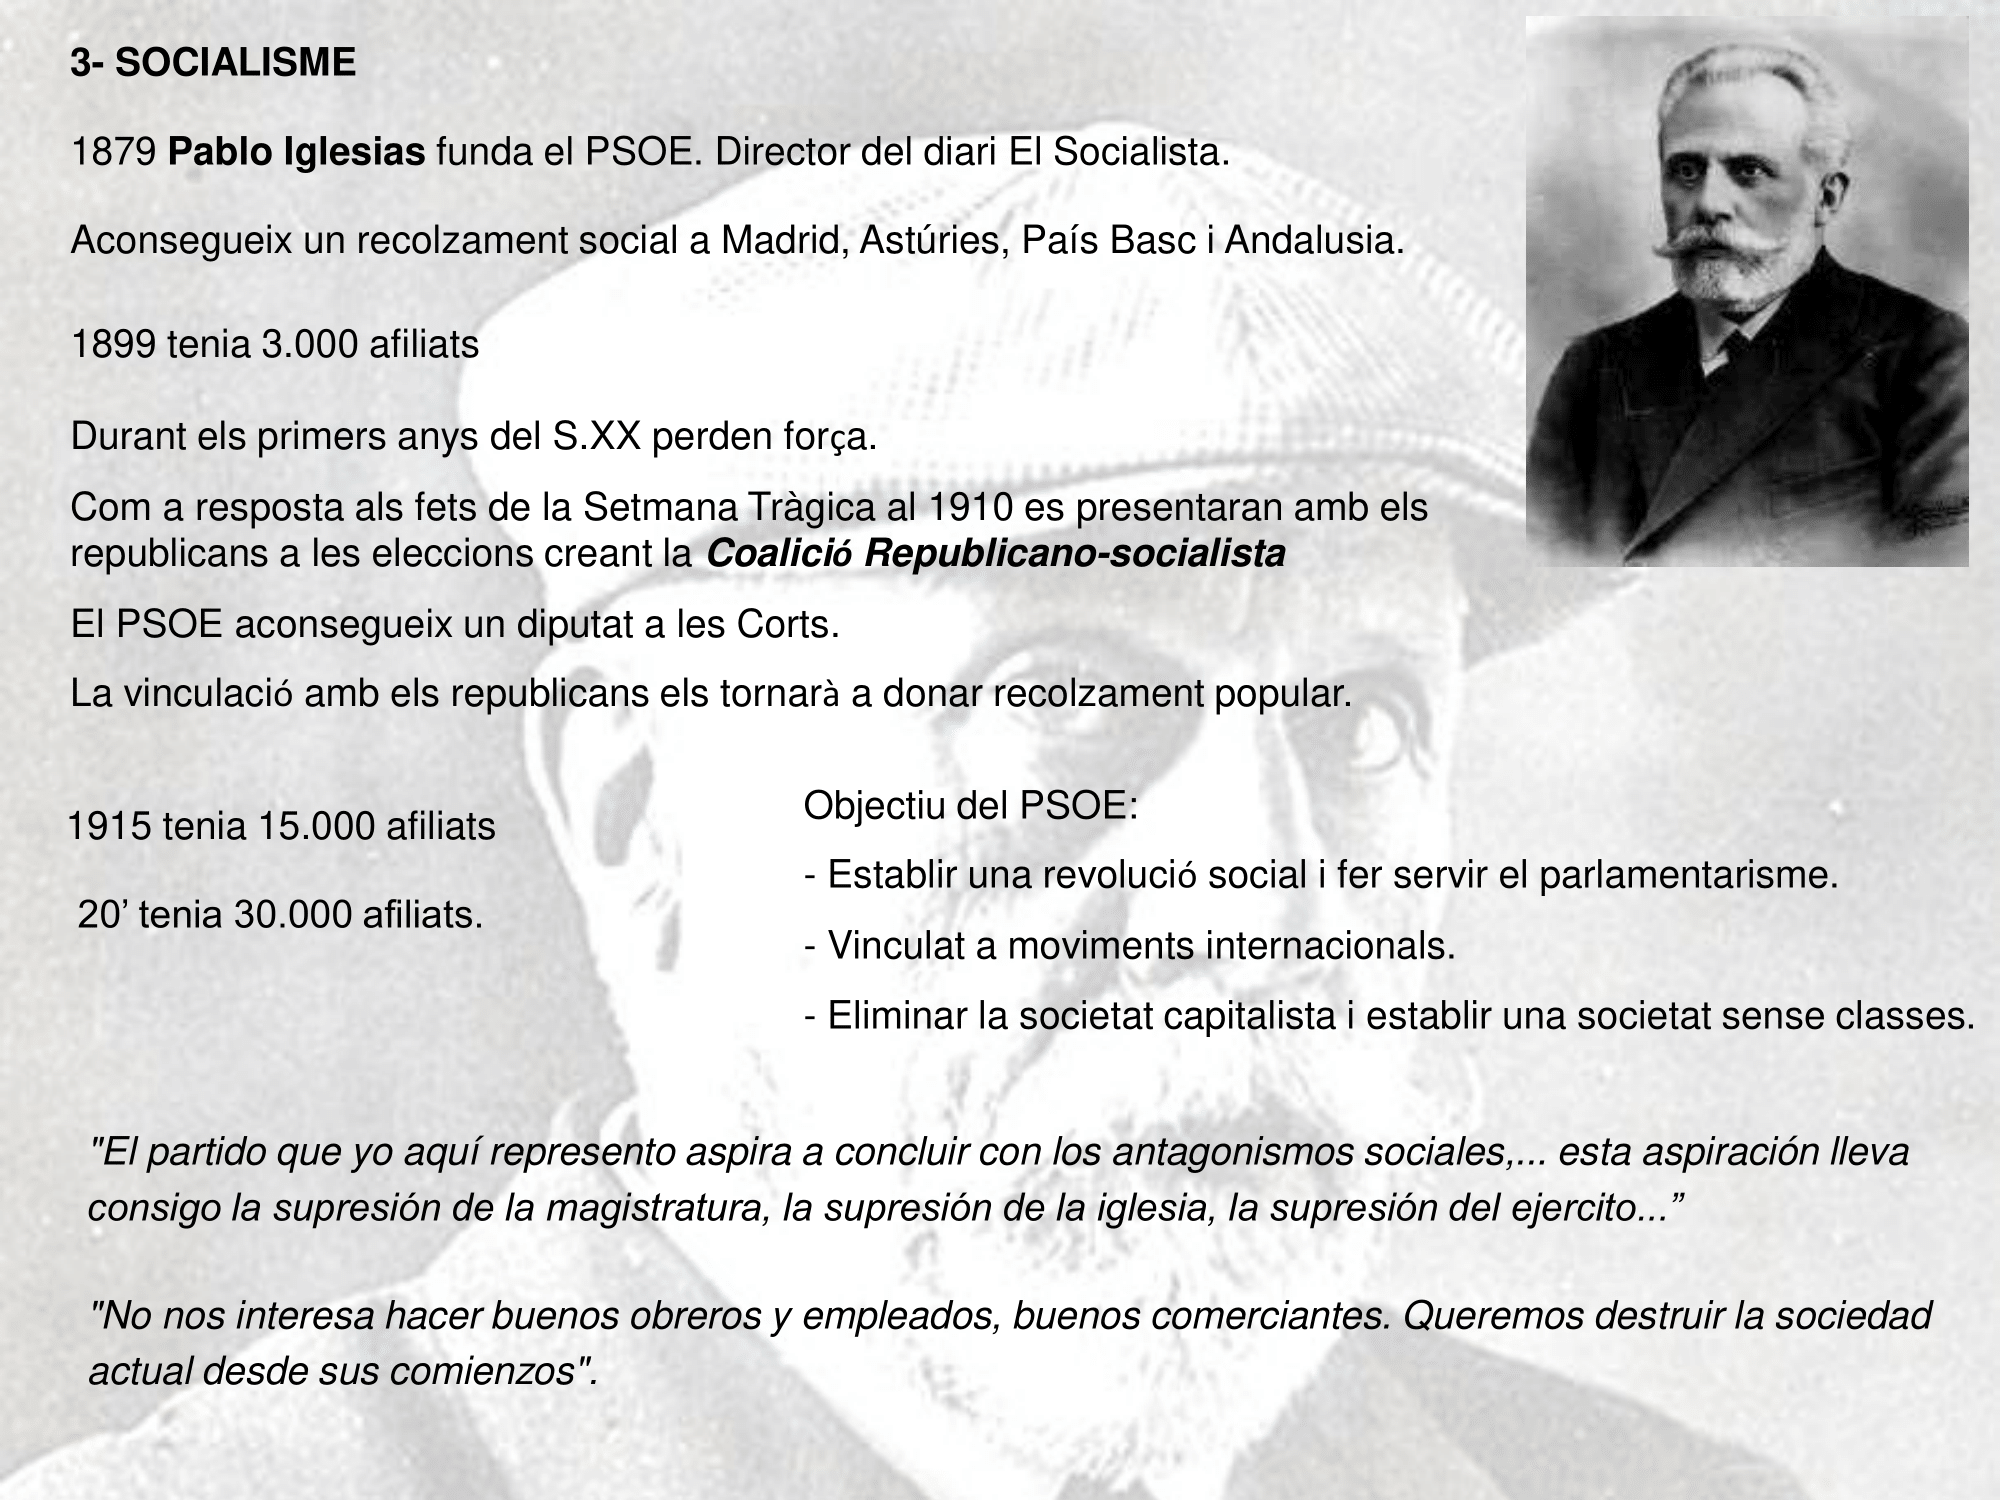 3- SOCIALISME
1879 Pablo Iglesias funda el PSOE. Director del diari El Socialista.
Aconsegueix un recolzament social a Madrid, Astúries, País Basc i Andalusia.
1899 tenia 3.000 afiliats
Durant els primers anys del S.XX perden força.
Com a resposta als fets de la Setmana Tràgica al 1910 es presentaran amb els
republicans a les eleccions creant la Coalició Republicano-socialista
El PSOE aconsegueix un diputat a les Corts.
La vinculació amb els republicans els tornarà a donar recolzament popular.
1915 tenia 15.000 afiliats
20’ tenia 30.000 afiliats.
Objectiu del PSOE:
- Establir una revolució social i fer servir el parlamentarisme.
- Vinculat a moviments internacionals.
- Eliminar la societat capitalista i establir una societat sense classes.
"El partido que yo aquí represento aspira a concluir con los antagonismos sociales,... esta aspiración lleva
consigo la supresión de la magistratura, la supresión de la iglesia, la supresión del ejercito...”
"No nos interesa hacer buenos obreros y empleados, buenos comerciantes. Queremos destruir la sociedad
actual desde sus comienzos".